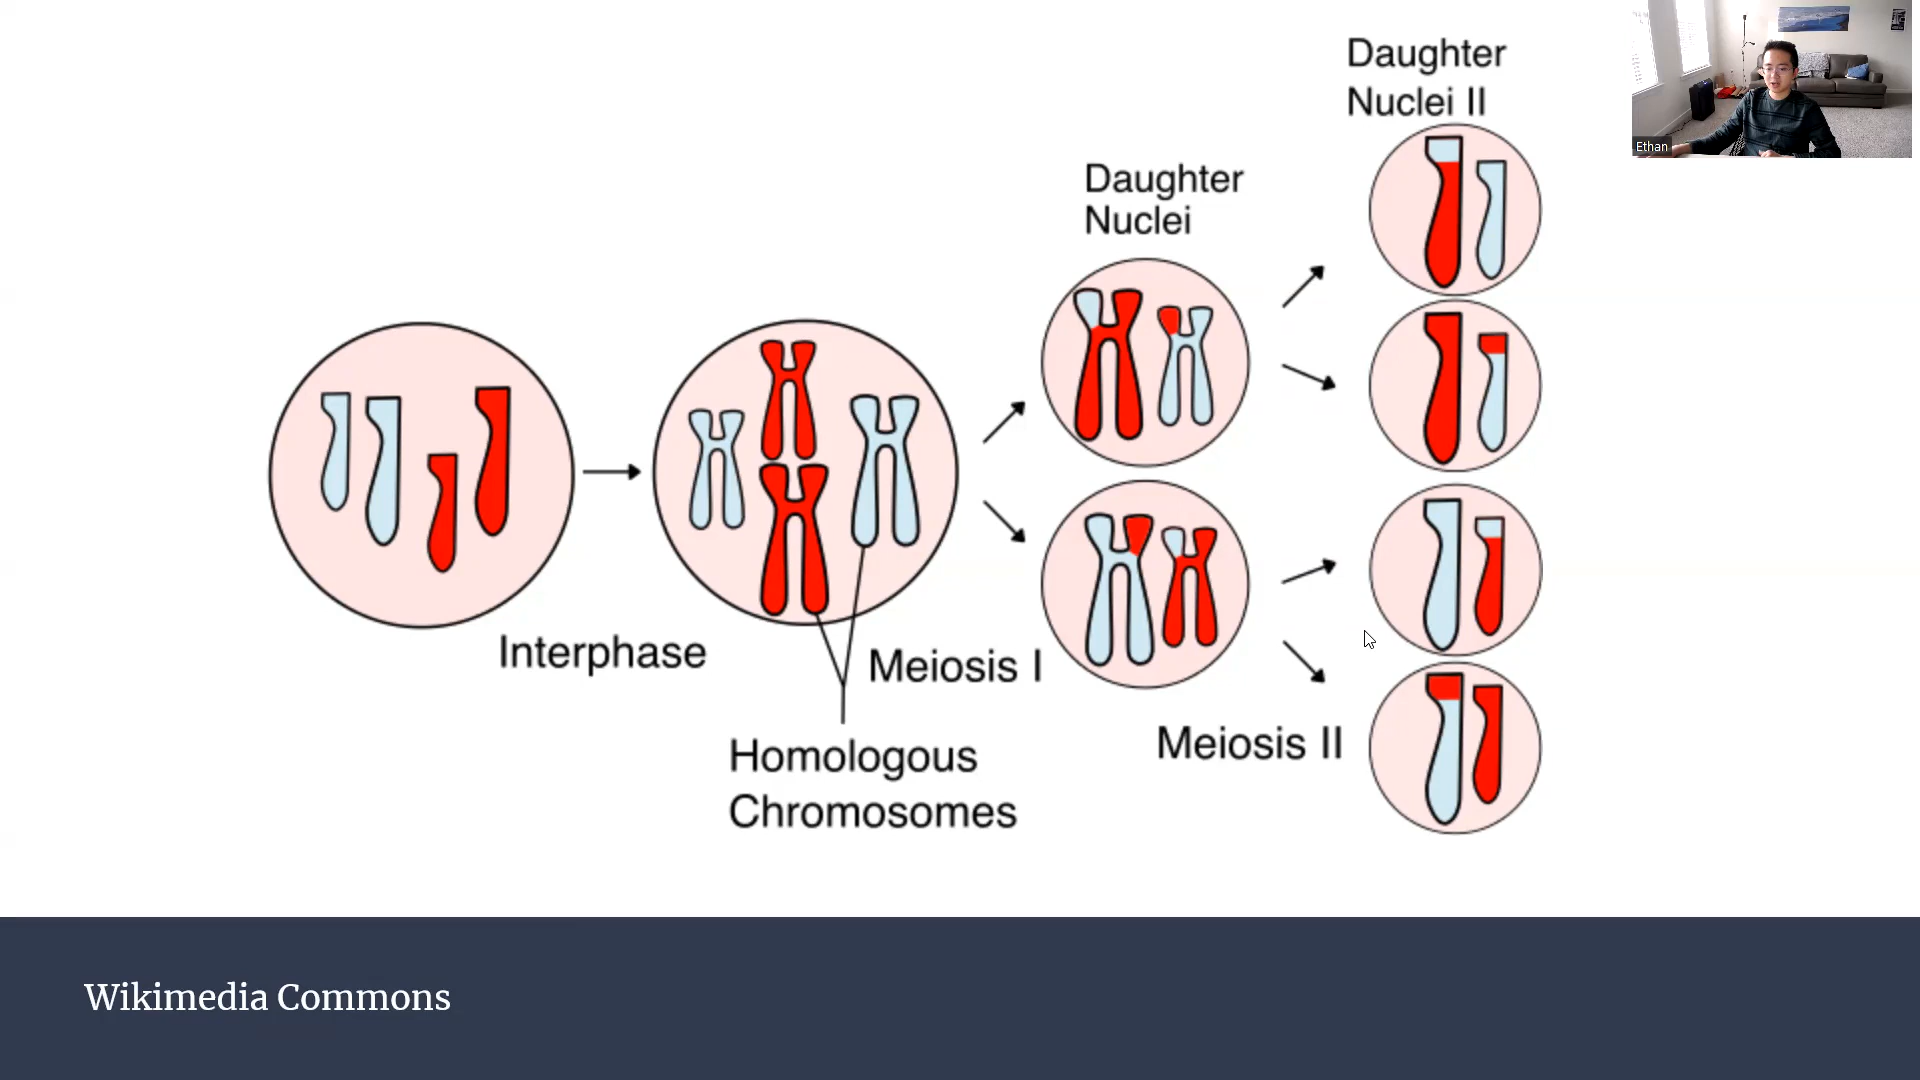 Daughter
Nuclei II
Ethan
Daughter
Nuclei
Interphase
Meiosis I
Homologous
Chromosomes
Meiosis II
Wikimedia Commons